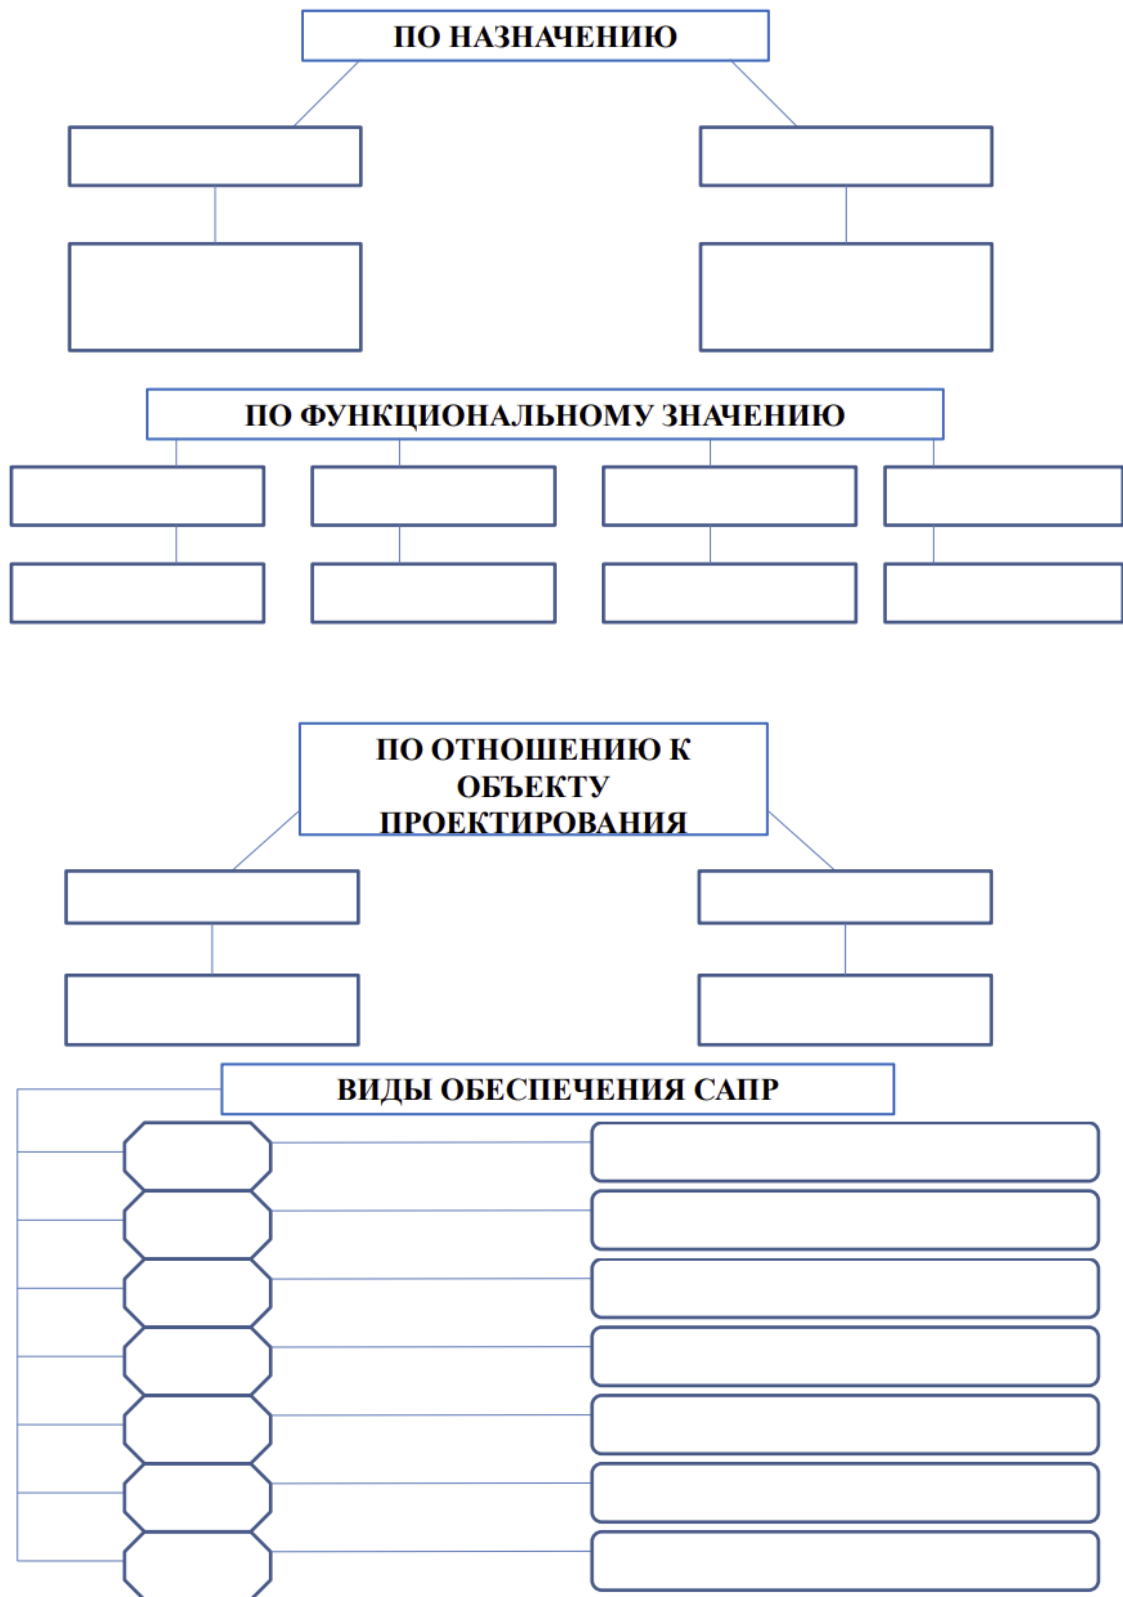 ПО НАЗНАЧЕНИЮ
ПО ФУНКЦИОНАЛЬНОМУ ЗНАЧЕНИЮ
ПО ОТНОШЕНИЮ К
ОБЪЕКТУ
ПРОЕКТИРОВАНИЯ
ВИДЫ ОБЕСПЕЧЕНИЯ САПР